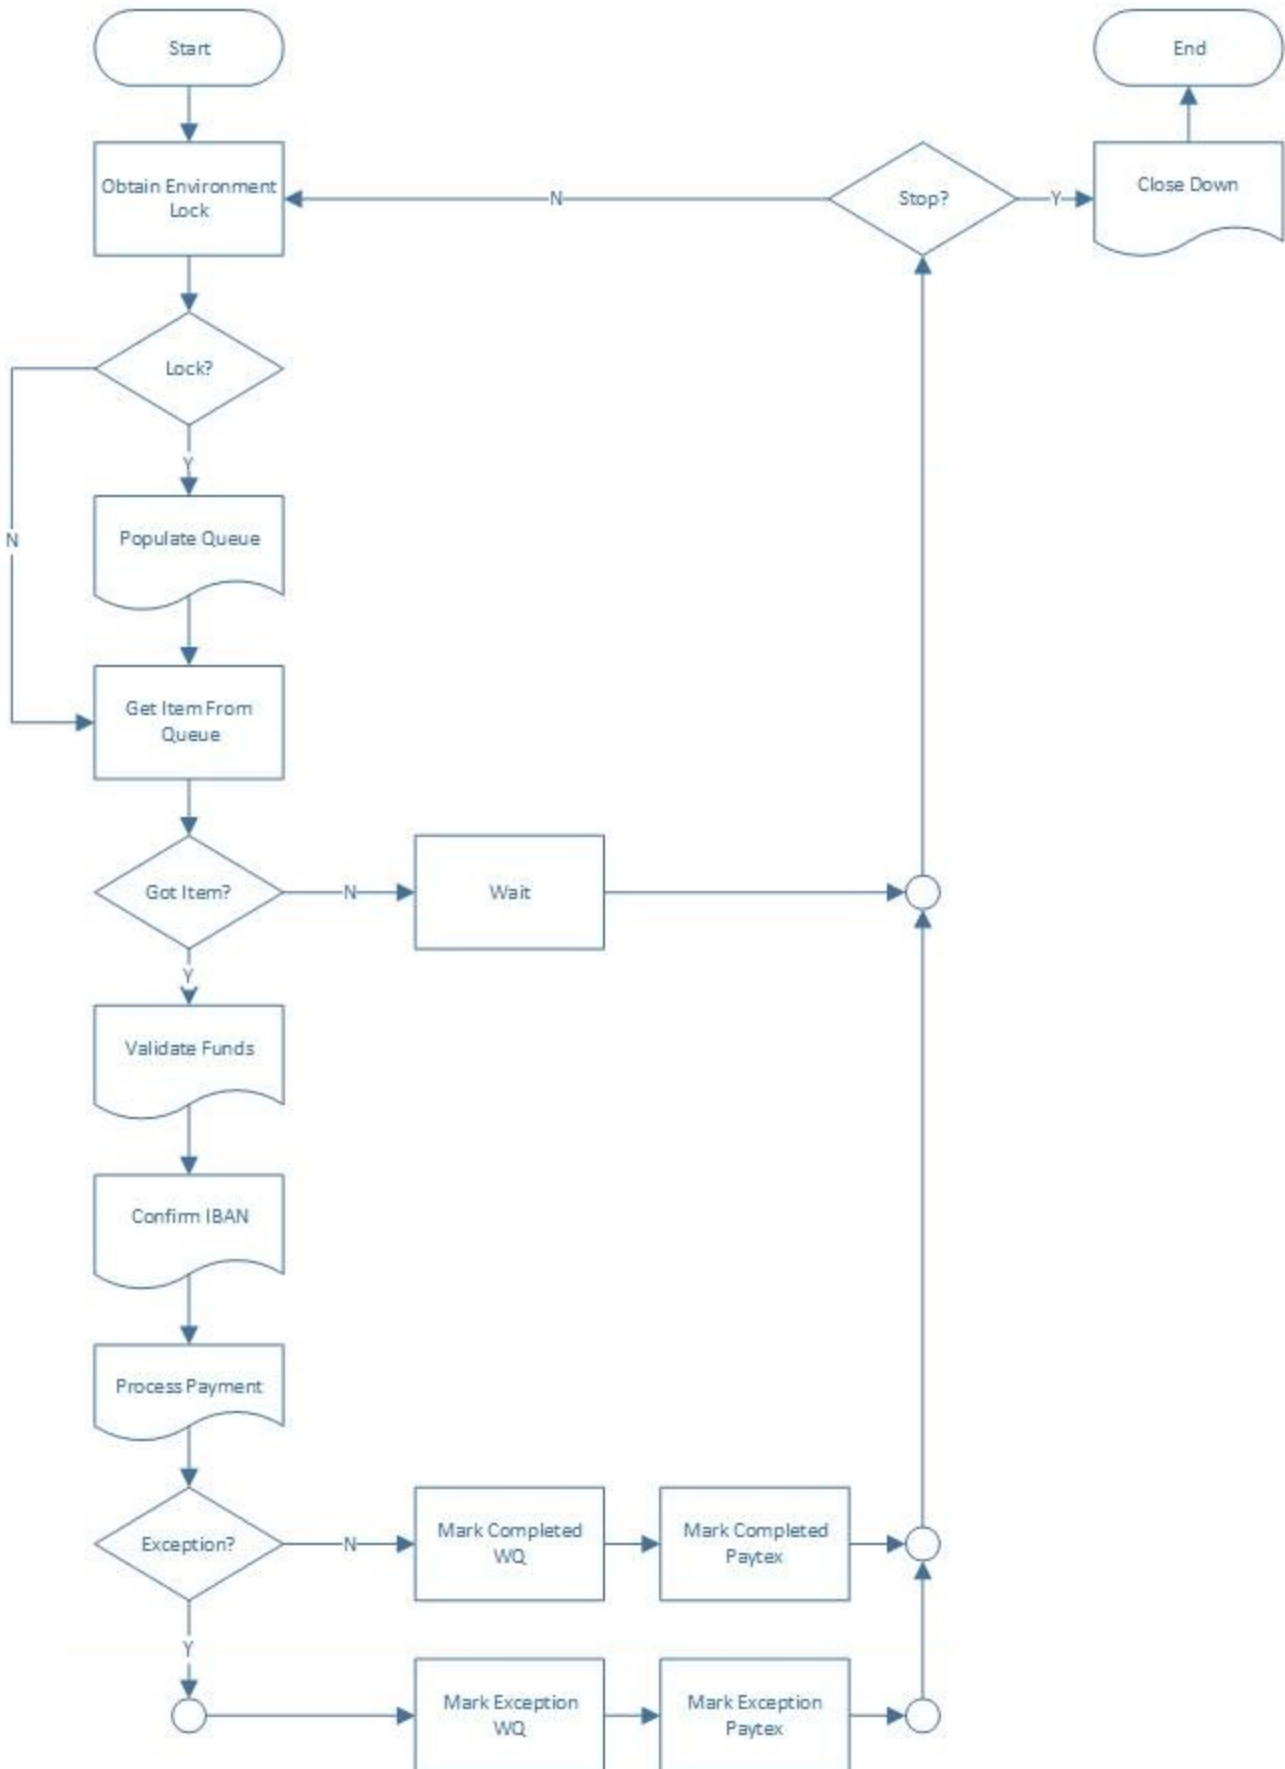 Start
End
Obtain Environment
Lock
N
Stop?
Y
Close Down
Lock?
Y
N
Populate Queue
Get Item From
Queue
Got Item?
N
Wait
Y
Validate Funds
Confirm IBAN
Process Payment
Exception?
N
Mark Completed
WQ
Mark Completed
Paytex
Y
Mark Exception
WQ
Mark Exception
Paytex